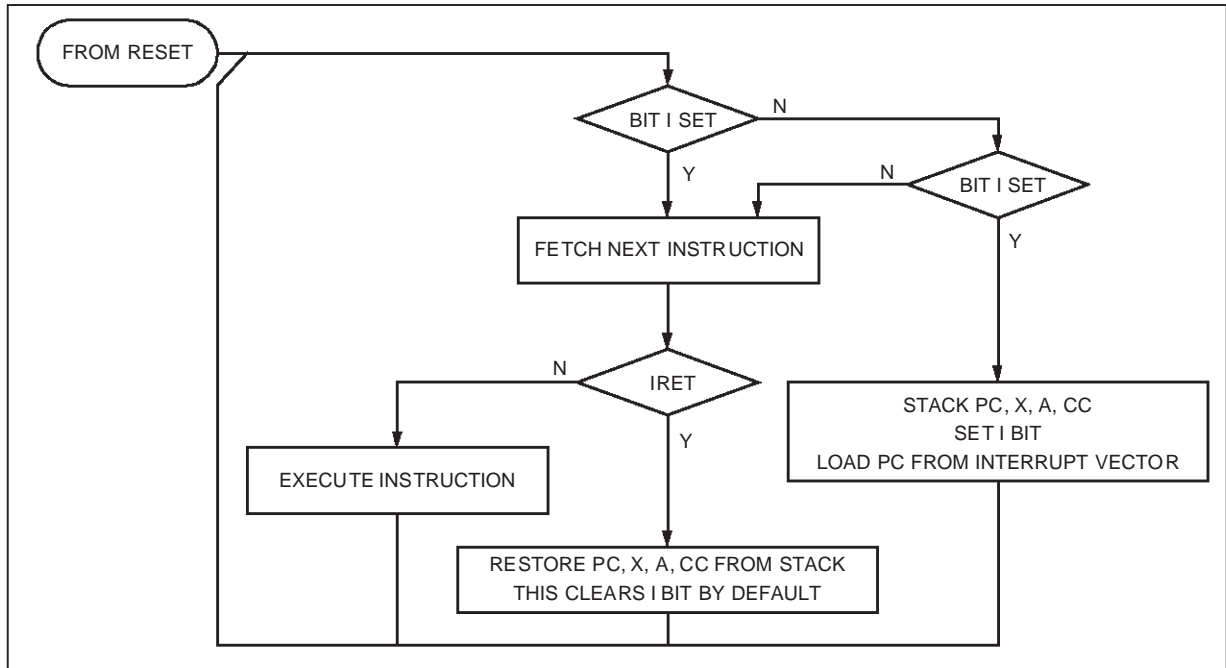 FROM RESET
BIT I SET
N
Y
BIT I SET
N
Y
FETCH NEXT INSTRUCTION
IRET
N
Y
STACK PC, X, A, CC
SET I BIT
LOAD PC FROM INTERRUPT VECTOR
EXECUTE INSTRUCTION
RESTORE PC, X, A, CC FROM STACK
THIS CLEARS I BIT BY DEFAULT